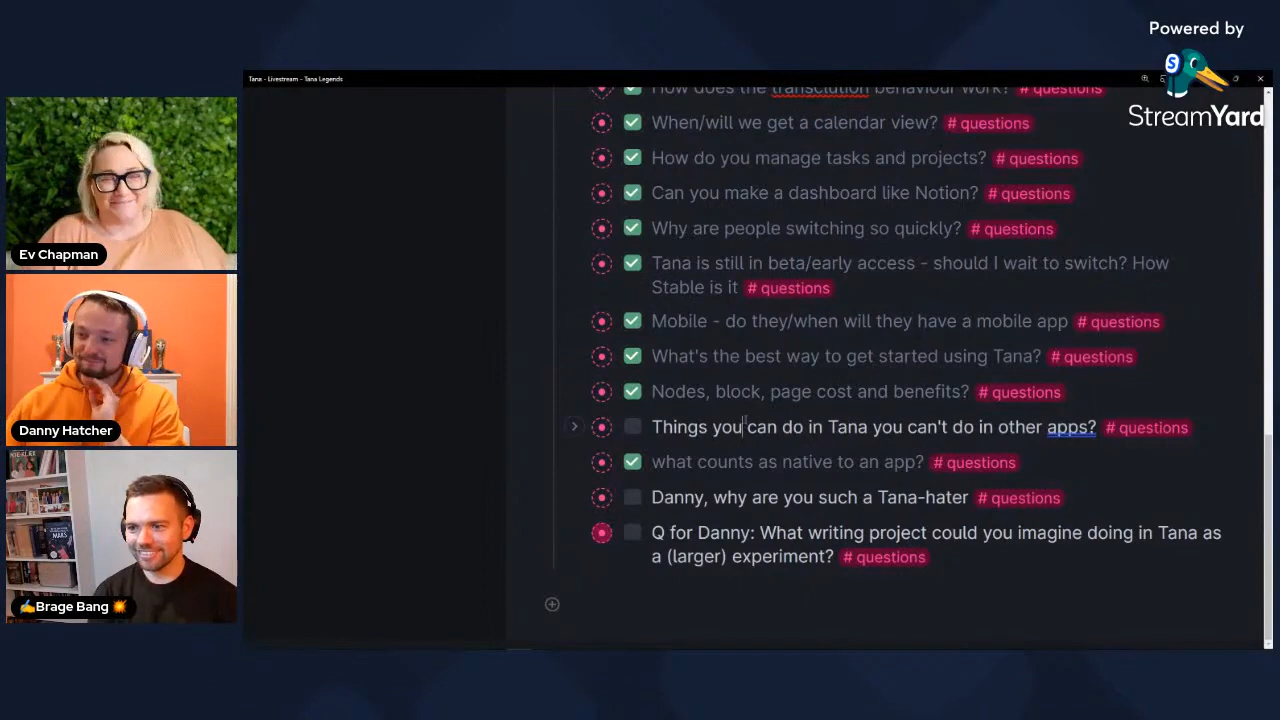 Powered by
StreamYard
Tana - Livestream - Tana Legends
How does the transclution behaviour work? # questions
When/will we get a calendar view? # questions
How do you manage tasks and projects? # questions
Can you make a dashboard like Notion? # questions
Why are people switching so quickly? # questions
Tana is still in beta/early access - should I wait to switch? How
Stable is it # questions
Mobile - do they/when will they have a mobile app # questions
What's the best way to get started using Tana? # questions
Nodes, block, page cost and benefits? # questions
Things you can do in Tana you can't do in other apps? # questions
what counts as native to an app? # questions
Danny, why are you such a Tana-hater # questions
Q for Danny: What writing project could you imagine doing in Tana as
a (larger) experiment? # questions
Ev Chapman
Danny Hatcher
✍️Brage Bang 💥
MARS